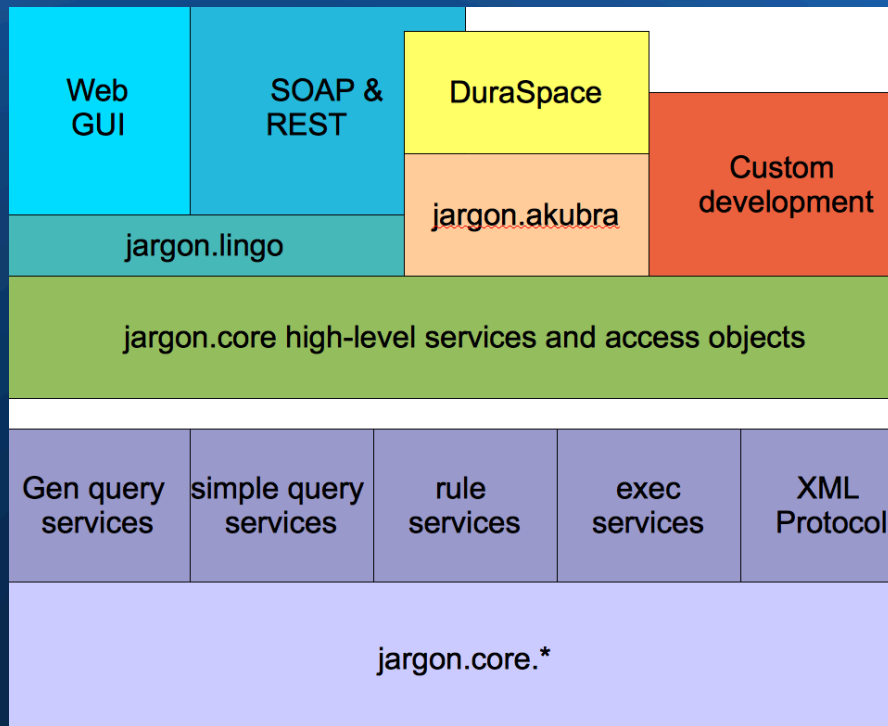 Web
GUI
SOAP &
REST
DuraSpace
Custom
development
jargon.akubra
jargon.lingo
jargon.core high-level services and access objects
Gen query
services
simple query
services
rule
services
exec
services
XML
Protocol
jargon.core.*